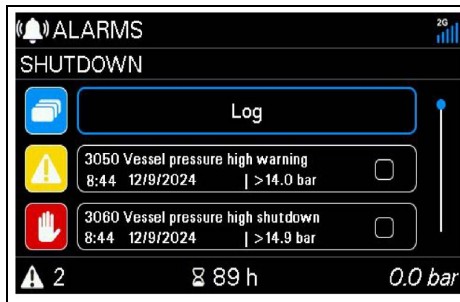 ALARMS
2G
SHUTDOWN
Log
3050 Vessel pressure high warning
8:44 12/9/2024 | >14.0 bar
3060 Vessel pressure high shutdown
8:44 12/9/2024 | >14.9 bar
2 89 h 0.0 bar